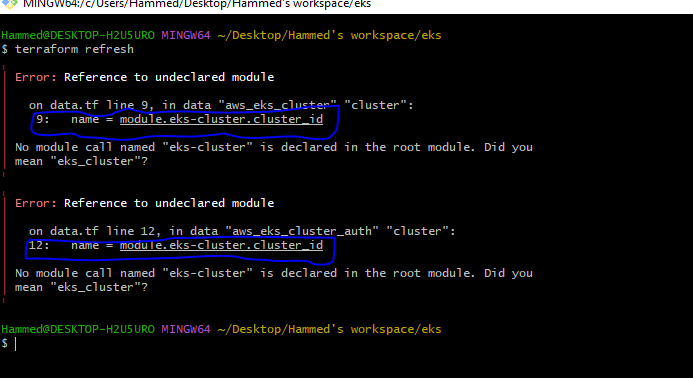 MINGW64:/c/Users/Hammed/Desktop/Hammed's workspace/eks
Hammed@DESKTOP-H2U5URO MINGW64 ~/Desktop/Hammed's workspace/eks
$ terraform refresh
Error: Reference to undeclared module
on data.tf line 9, in data "aws_eks_cluster" "cluster":
9: name = module.eks-cluster.cluster_id
No module call named "eks-cluster" is declared in the root module. Did you
mean "eks_cluster"?
Error: Reference to undeclared module
on data.tf line 12, in data "aws_eks_cluster_auth" "cluster":
12: name = module.eks-cluster.cluster_id
No module call named "eks-cluster" is declared in the root module. Did you
mean "eks_cluster"?
Hammed@DESKTOP-H2U5URO MINGW64 ~/Desktop/Hammed's workspace/eks
$